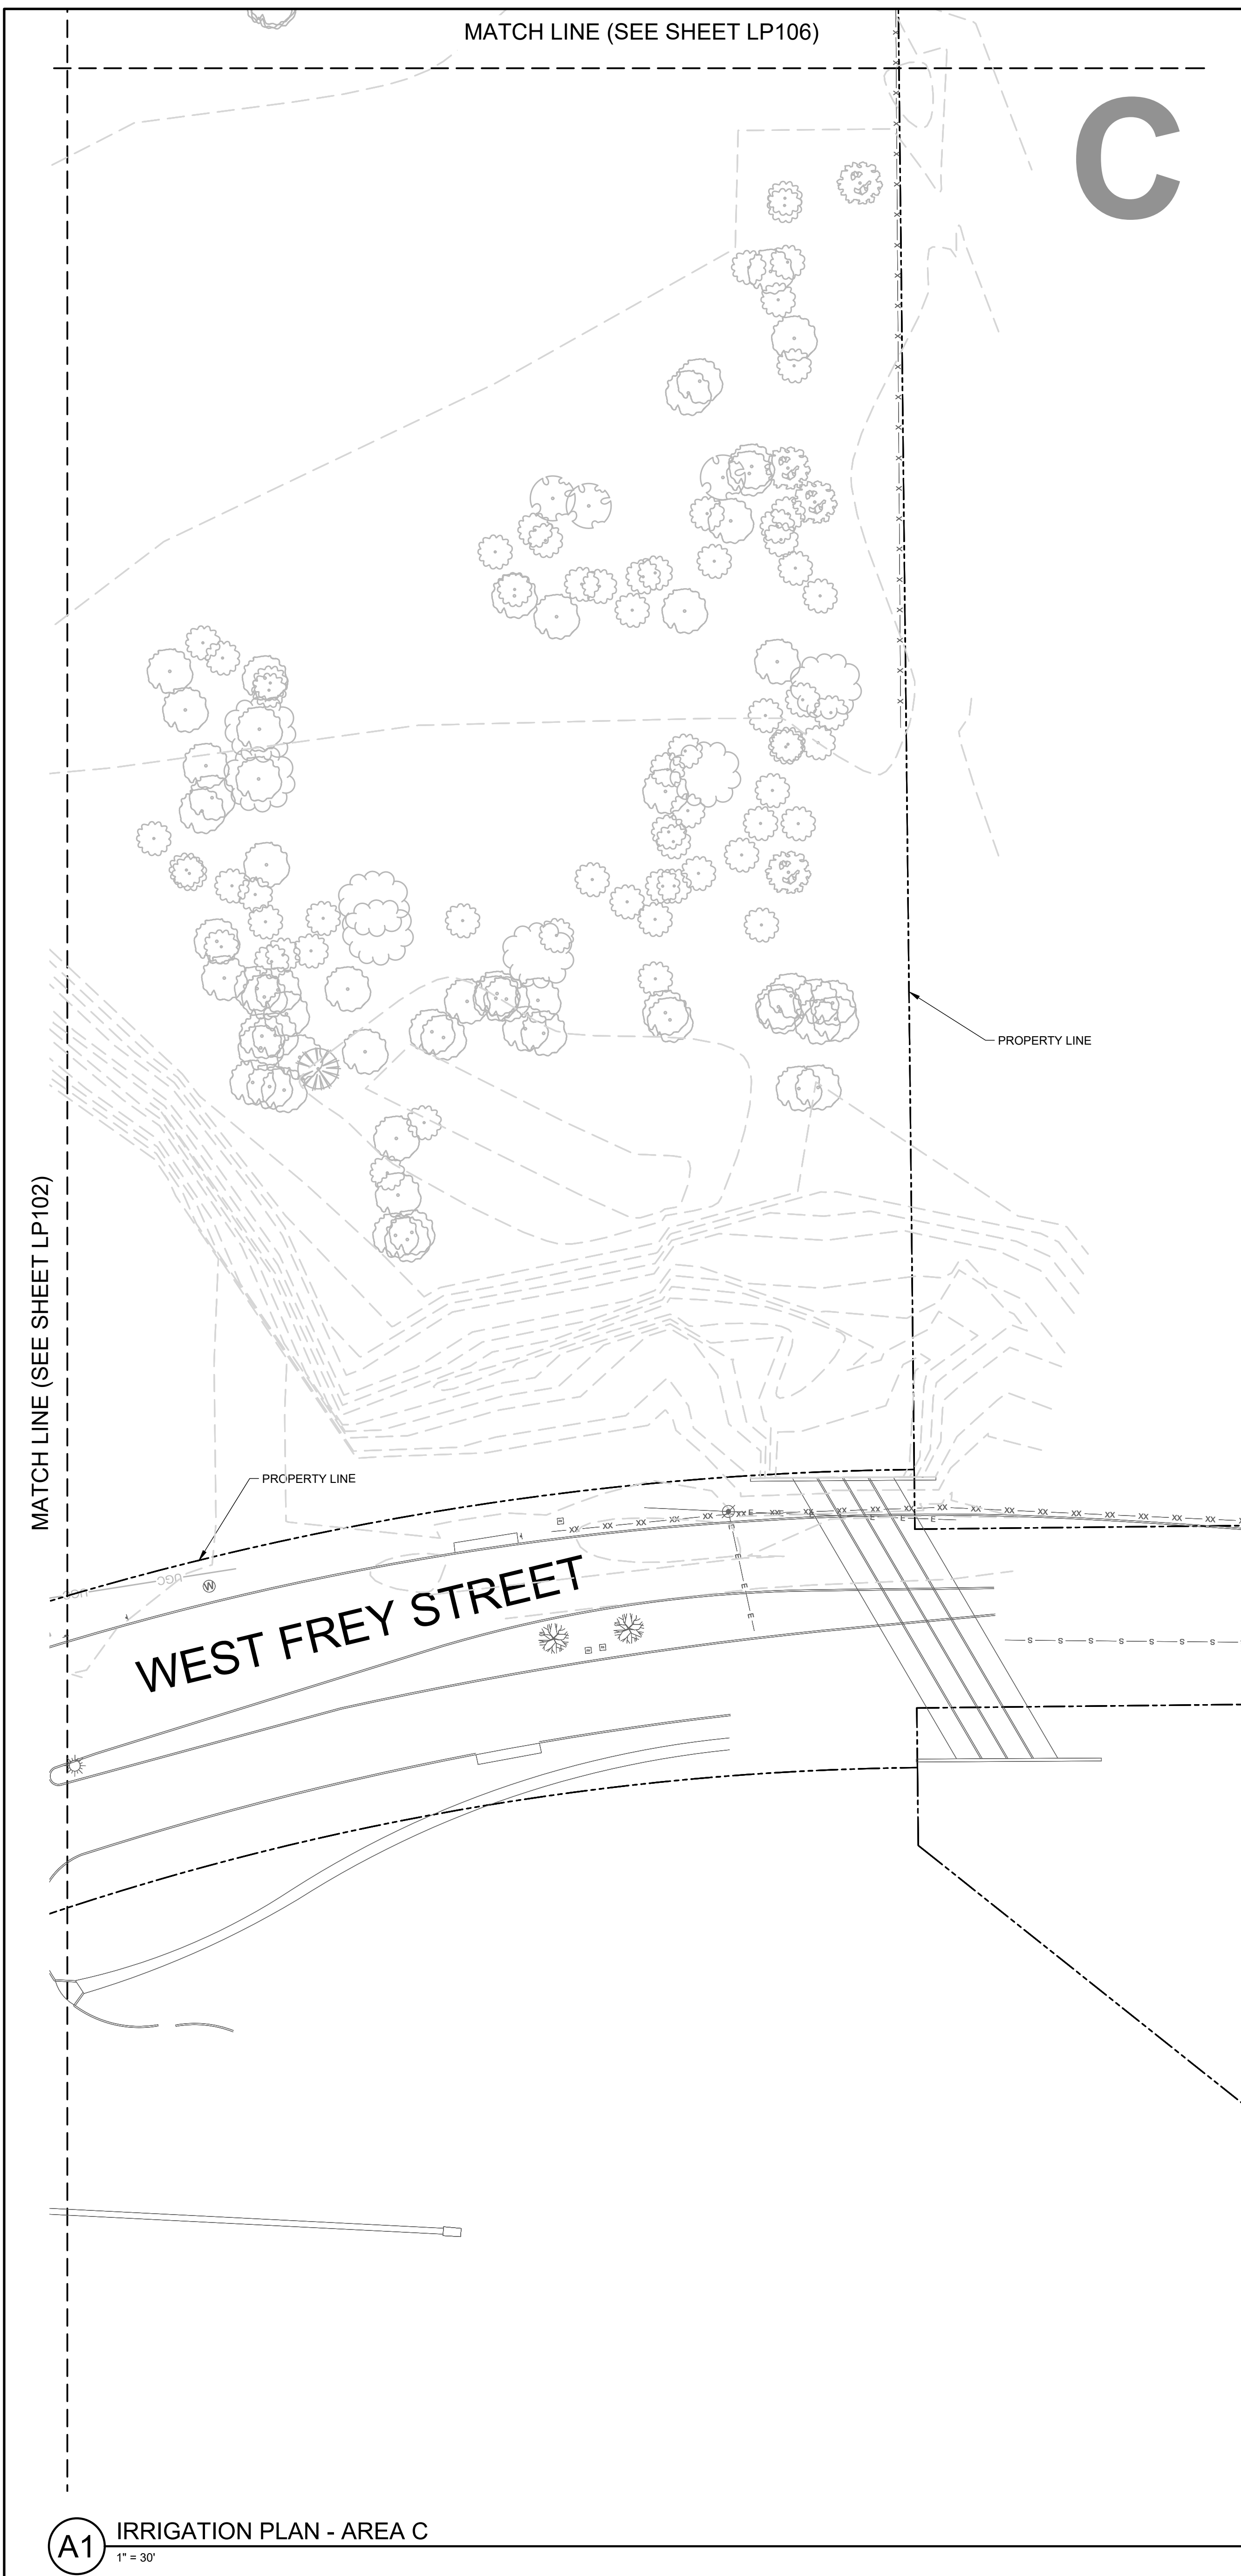 MATCH LINE (SEE SHEET LP106)
C
PROPERTY LINE
MATCH LINE (SEE SHEET LP102)
PROPERTY LINE
UGC
W
WEST FREY STREET
A1
IRRIGATION PLAN - AREA C
1" = 30'